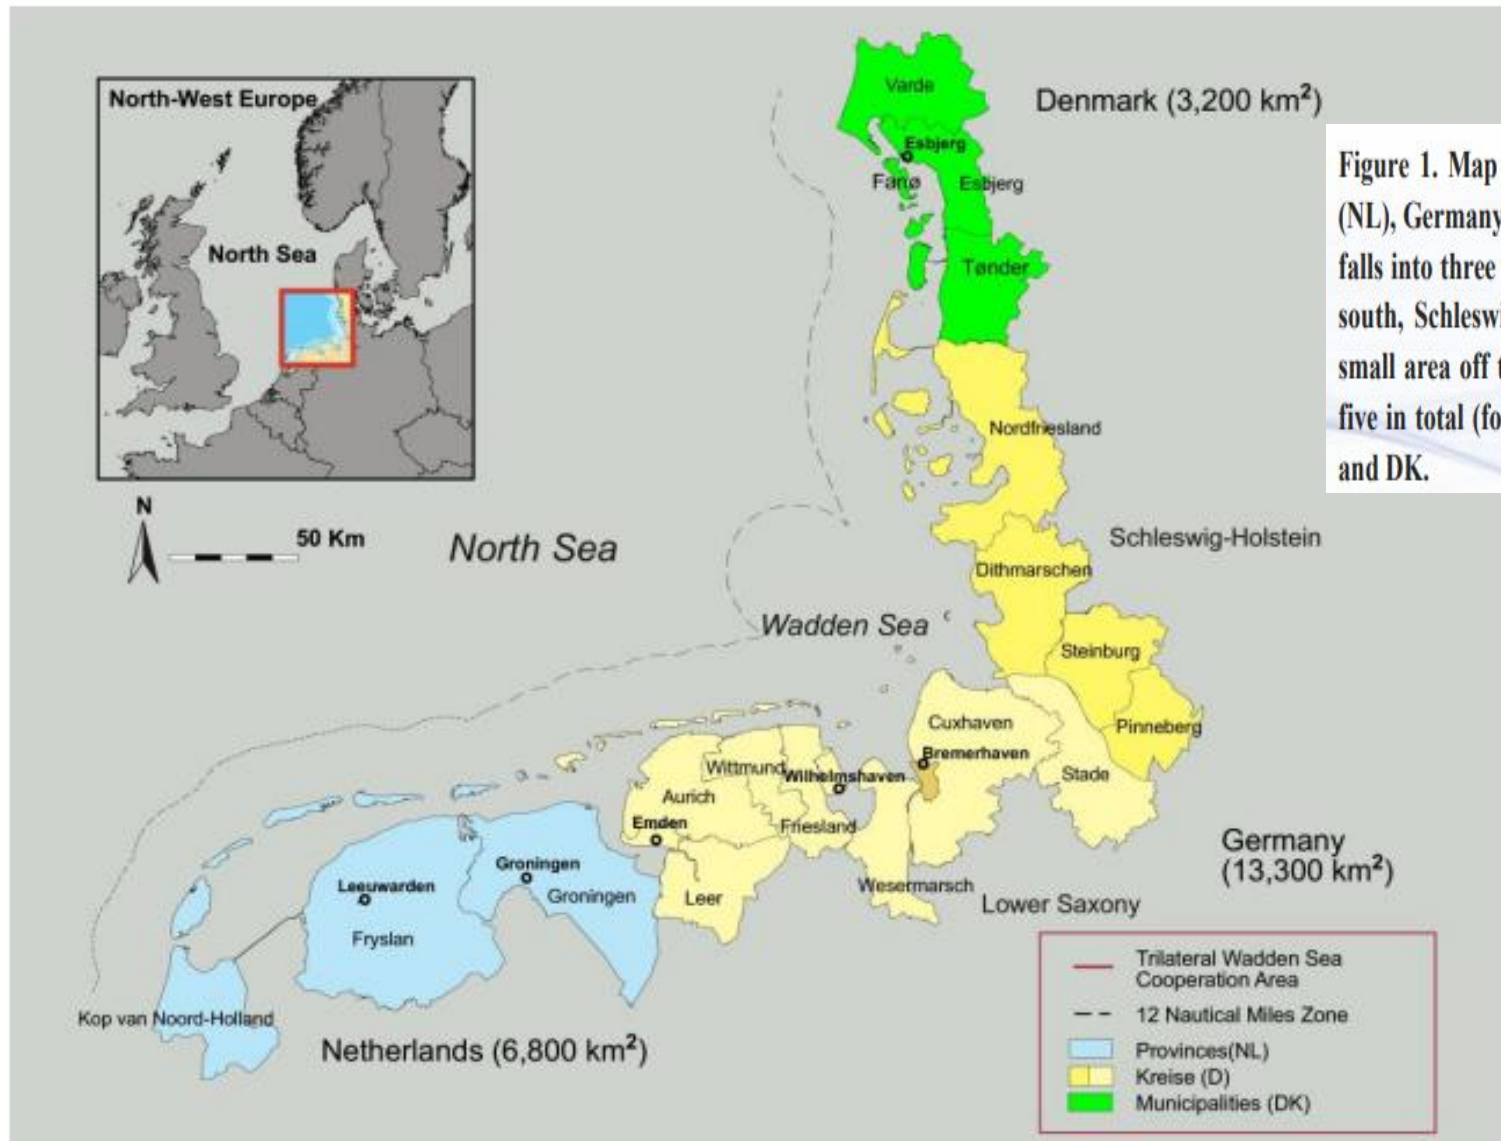 North-West Europe
North Sea
N
50 Km
North Sea
Wadden Sea
Varde
Esbjerg
Fanø
Esbjerg
Tønder
Denmark (3,200 km²)
Figure 1. Map
(NL), Germany
falls into three
south, Schleswi
small area off t
five in total (fo
and DK.
Nordfriesland
Schleswig-Holstein
Dithmarschen
Steinburg
Pinneberg
Cuxhaven
Bremerhaven
Stade
Wittmund
Wilhelmshaven
Aurich
Emden
Friesland
Leer
Wesermarsch
Lower Saxony
Germany
(13,300 km²)
Groningen
Groningen
Leeuwarden
Fryslan
Kop van Noord-Holland
Netherlands (6,800 km²)
Trilateral Wadden Sea
Cooperation Area
12 Nautical Miles Zone
Provinces(NL)
Kreise (D)
Municipalities (DK)